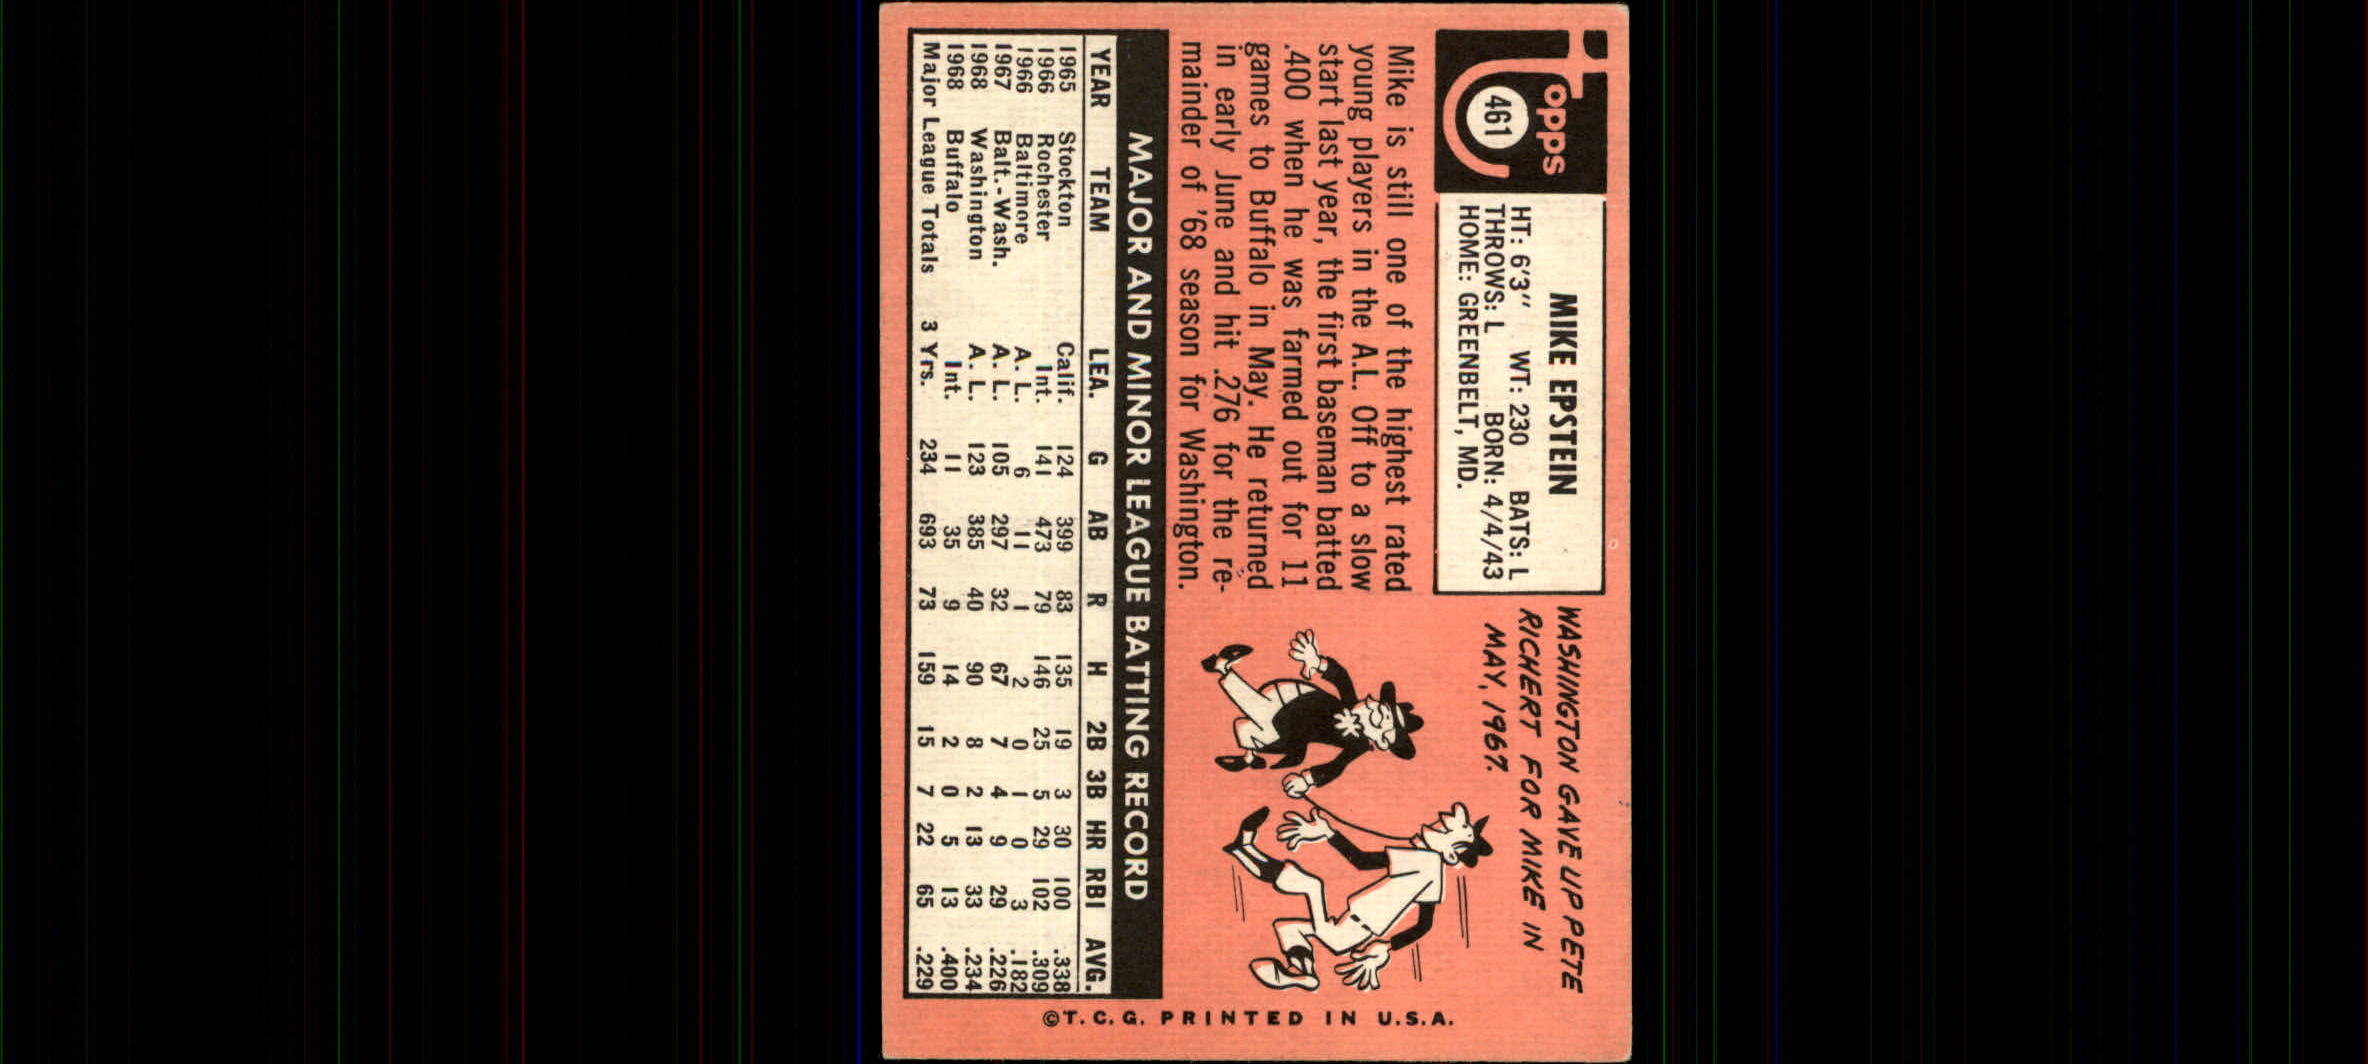 Topps
461
MIKE EPSTEIN
HT: 6'3" WT: 230 BATS: L
THROWS: L BORN: 4/4/43
HOME: GREENBELT, MD.
Mike is still one of the highest rated
young players in the A.L. Off to a slow
start last year, the first baseman batted
.400 when he was farmed out for 11
games to Buffalo in May. He returned
in early June and hit .276 for the re-
mainder of '68 season for Washington.
WASHINGTON GAVE UP PETE
RICHERT FOR MIKE IN
MAY, 1967.
MAJOR AND MINOR LEAGUE BATTING RECORD
YEAR TEAM LEA. G AB R H 2B 3B HR RBI AVG.
1965 Stockton Calif. 124 399 83 135 19 3 30 100 .338
1966 Rochester Int. 141 473 79 146 25 5 29 102 .309
1966 Baltimore A. L. 6 11 1 2 0 1 0 3 .182
1967 Balt.-Wash. A. L. 105 297 32 67 7 4 9 29 .226
1968 Washington A. L. 123 385 40 90 8 2 13 33 .234
1968 Buffalo Int. 11 35 9 14 2 0 5 13 .400
Major League Totals 3 Yrs. 234 693 73 159 15 7 22 65 .229
©T.C.G. PRINTED IN U.S.A.